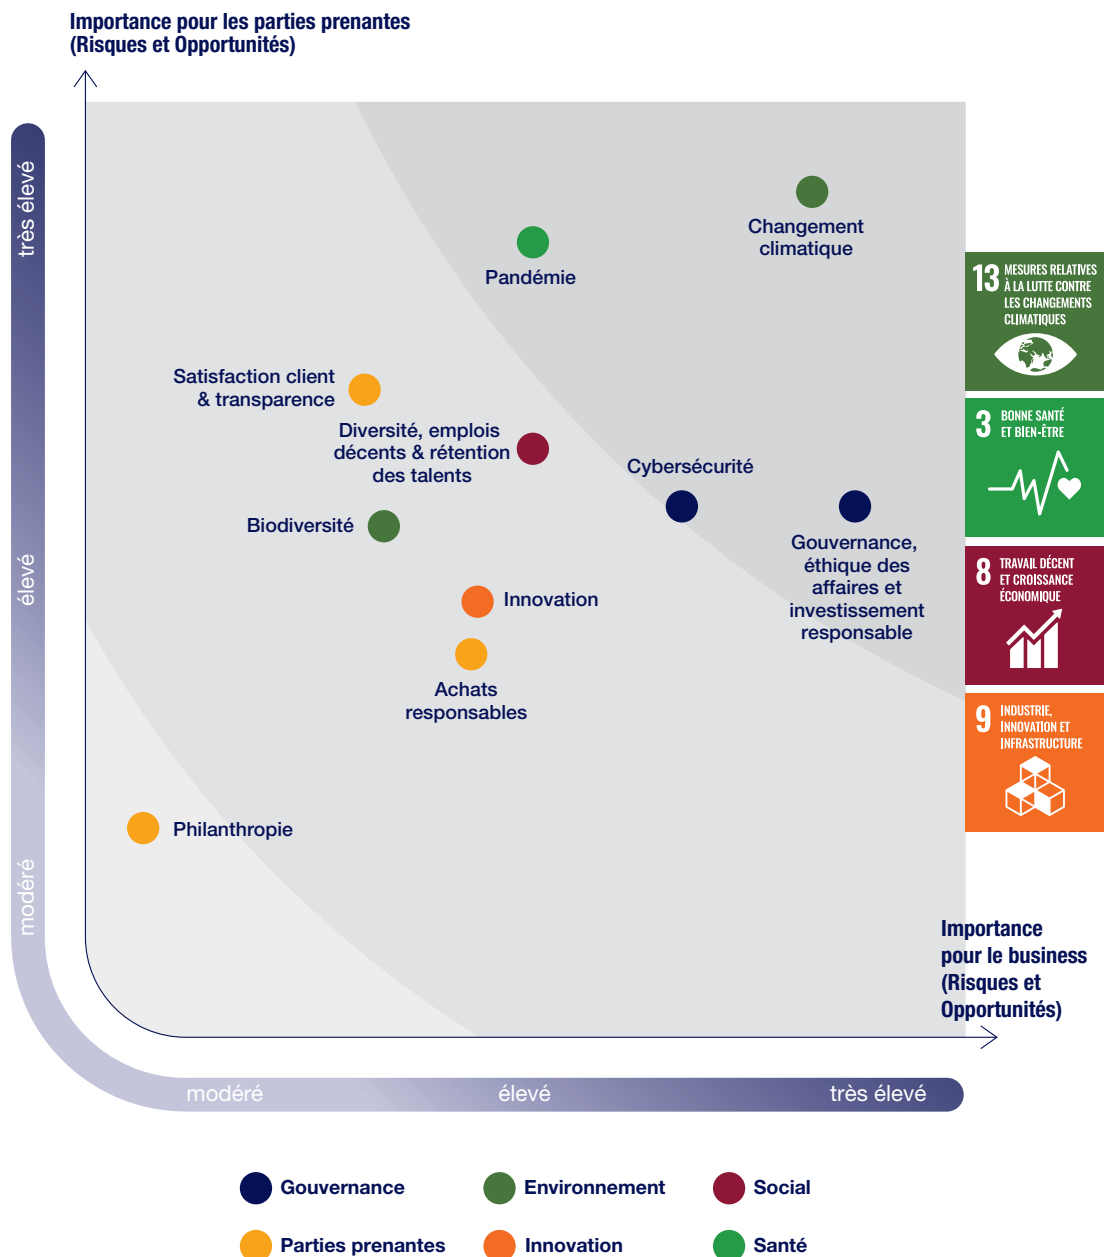 Importance pour les parties prenantes
(Risques et Opportunités)
très élevé
élevé
modéré
Changement
climatique
Pandémie
Satisfaction client
& transparence
Diversité, emplois
décents & rétention
des talents
Cybersécurité
Biodiversité
Gouvernance,
éthique des
affaires et
investissement
responsable
Innovation
Achats
responsables
Philanthropie
13 MESURES RELATIVES
À LA LUTTE CONTRE
LES CHANGEMENTS
CLIMATIQUES
3 BONNE SANTÉ
ET BIEN-ÊTRE
8 TRAVAIL DÉCENT
ET CROISSANCE
ÉCONOMIQUE
9 INDUSTRIE,
INNOVATION ET
INFRASTRUCTURE
Importance
pour le business
(Risques et
Opportunités)
modéré
élevé
très élevé
Gouvernance
Environnement
Social
Parties prenantes
Innovation
Santé